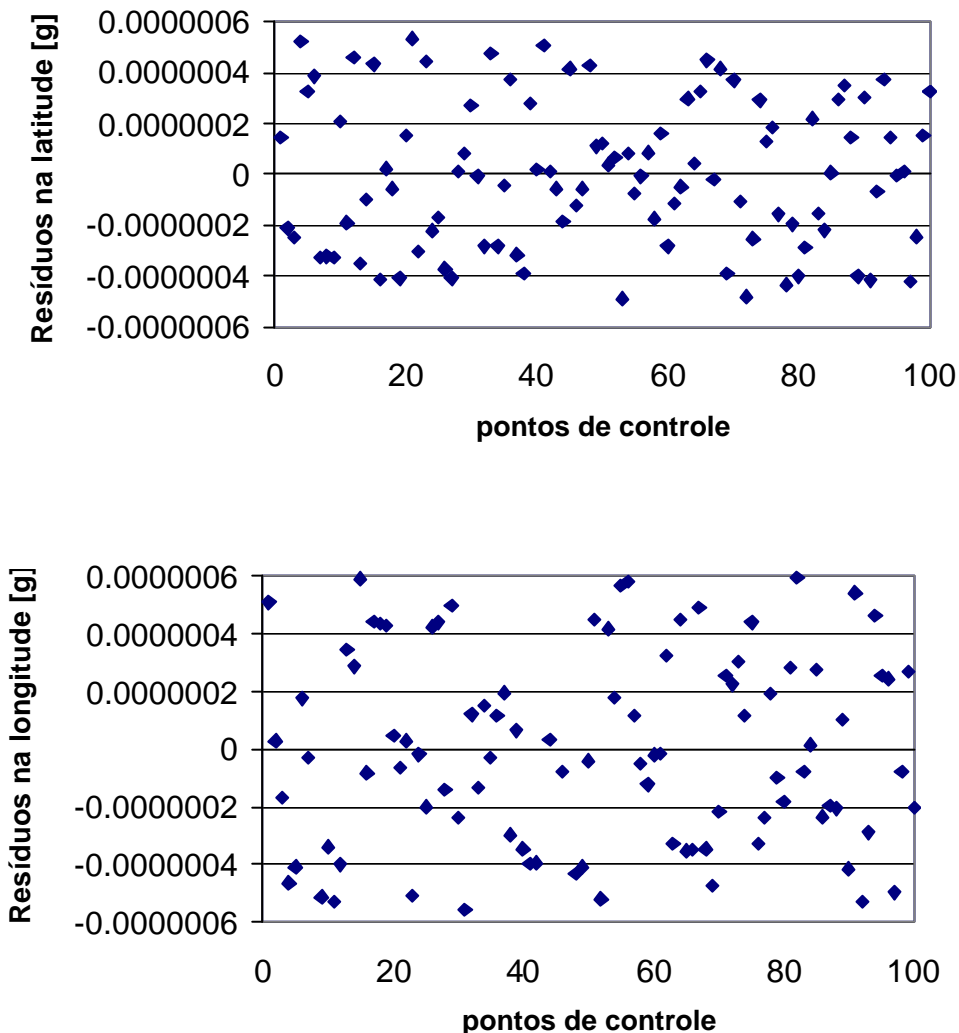 Resíduos na latitude [g]
0.0000006
0.0000004
0.0000002
0
-0.0000002
-0.0000004
-0.0000006
0 20 40 60 80 100
pontos de controle
Resíduos na longitude [g]
0.0000006
0.0000004
0.0000002
0
-0.0000002
-0.0000004
-0.0000006
0 20 40 60 80 100
pontos de controle